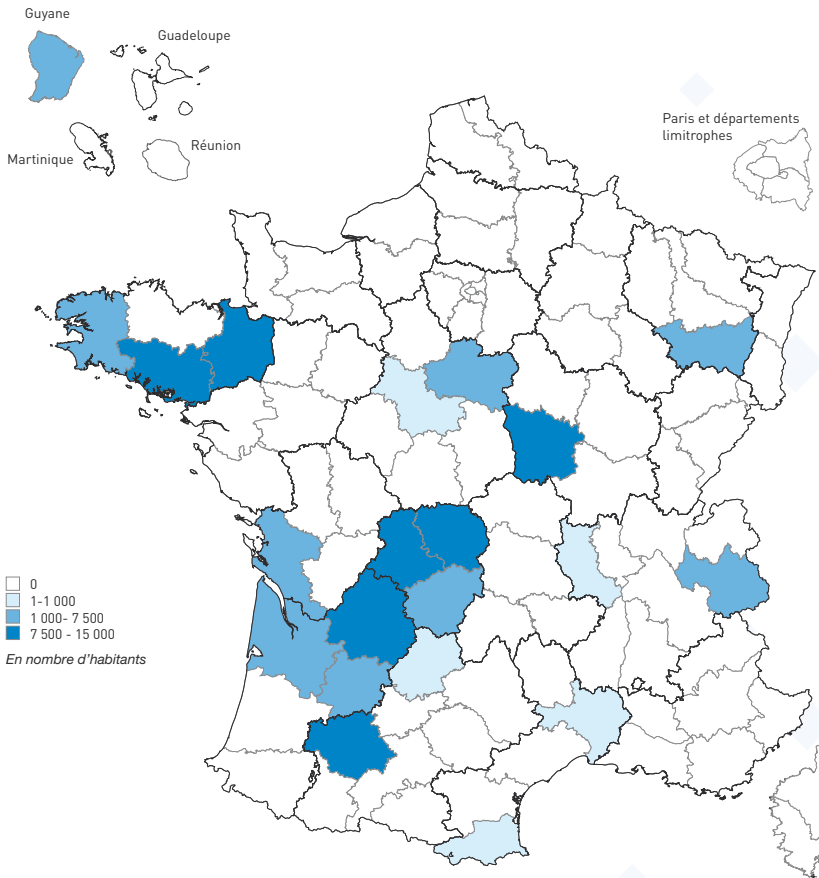 Guyane
Guadeloupe
Martinique
Réunion
Paris et départements
limitrophes
0
1-1 000
1 000- 7 500
7 500 - 15 000
En nombre d'habitants